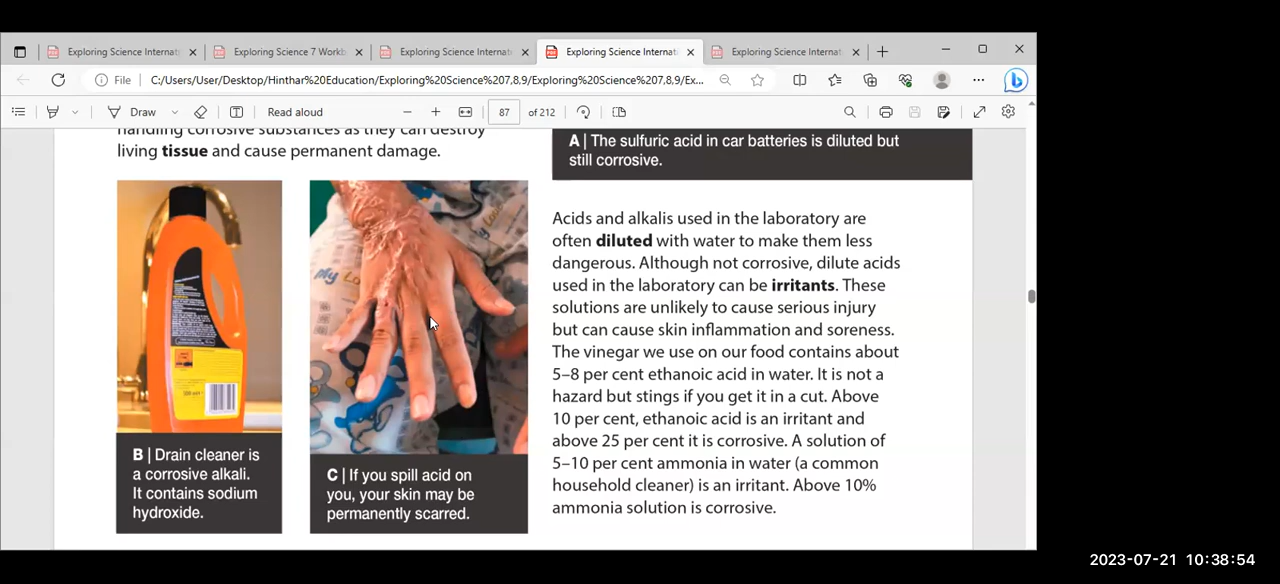 Exploring Science Internat
Exploring Science 7 Workb
Exploring Science Internat
Exploring Science Internat
Exploring Science Internat
File
C:/Users/User/Desktop/Hinthar%20Education/Exploring%20Science%207,8,9/Exploring%20Science%207,8,9/Ex...
Draw
Read aloud
87 of 212
handling corrosive substances as they can destroy
living tissue and cause permanent damage.
B | Drain cleaner is
a corrosive alkali.
It contains sodium
hydroxide.
C | If you spill acid on
you, your skin may be
permanently scarred.
A | The sulfuric acid in car batteries is diluted but
still corrosive.
Acids and alkalis used in the laboratory are
often diluted with water to make them less
dangerous. Although not corrosive, dilute acids
used in the laboratory can be irritants. These
solutions are unlikely to cause serious injury
but can cause skin inflammation and soreness.
The vinegar we use on our food contains about
5–8 per cent ethanoic acid in water. It is not a
hazard but stings if you get it in a cut. Above
10 per cent, ethanoic acid is an irritant and
above 25 per cent it is corrosive. A solution of
5–10 per cent ammonia in water (a common
household cleaner) is an irritant. Above 10%
ammonia solution is corrosive.
2023-07-21 10:38:54